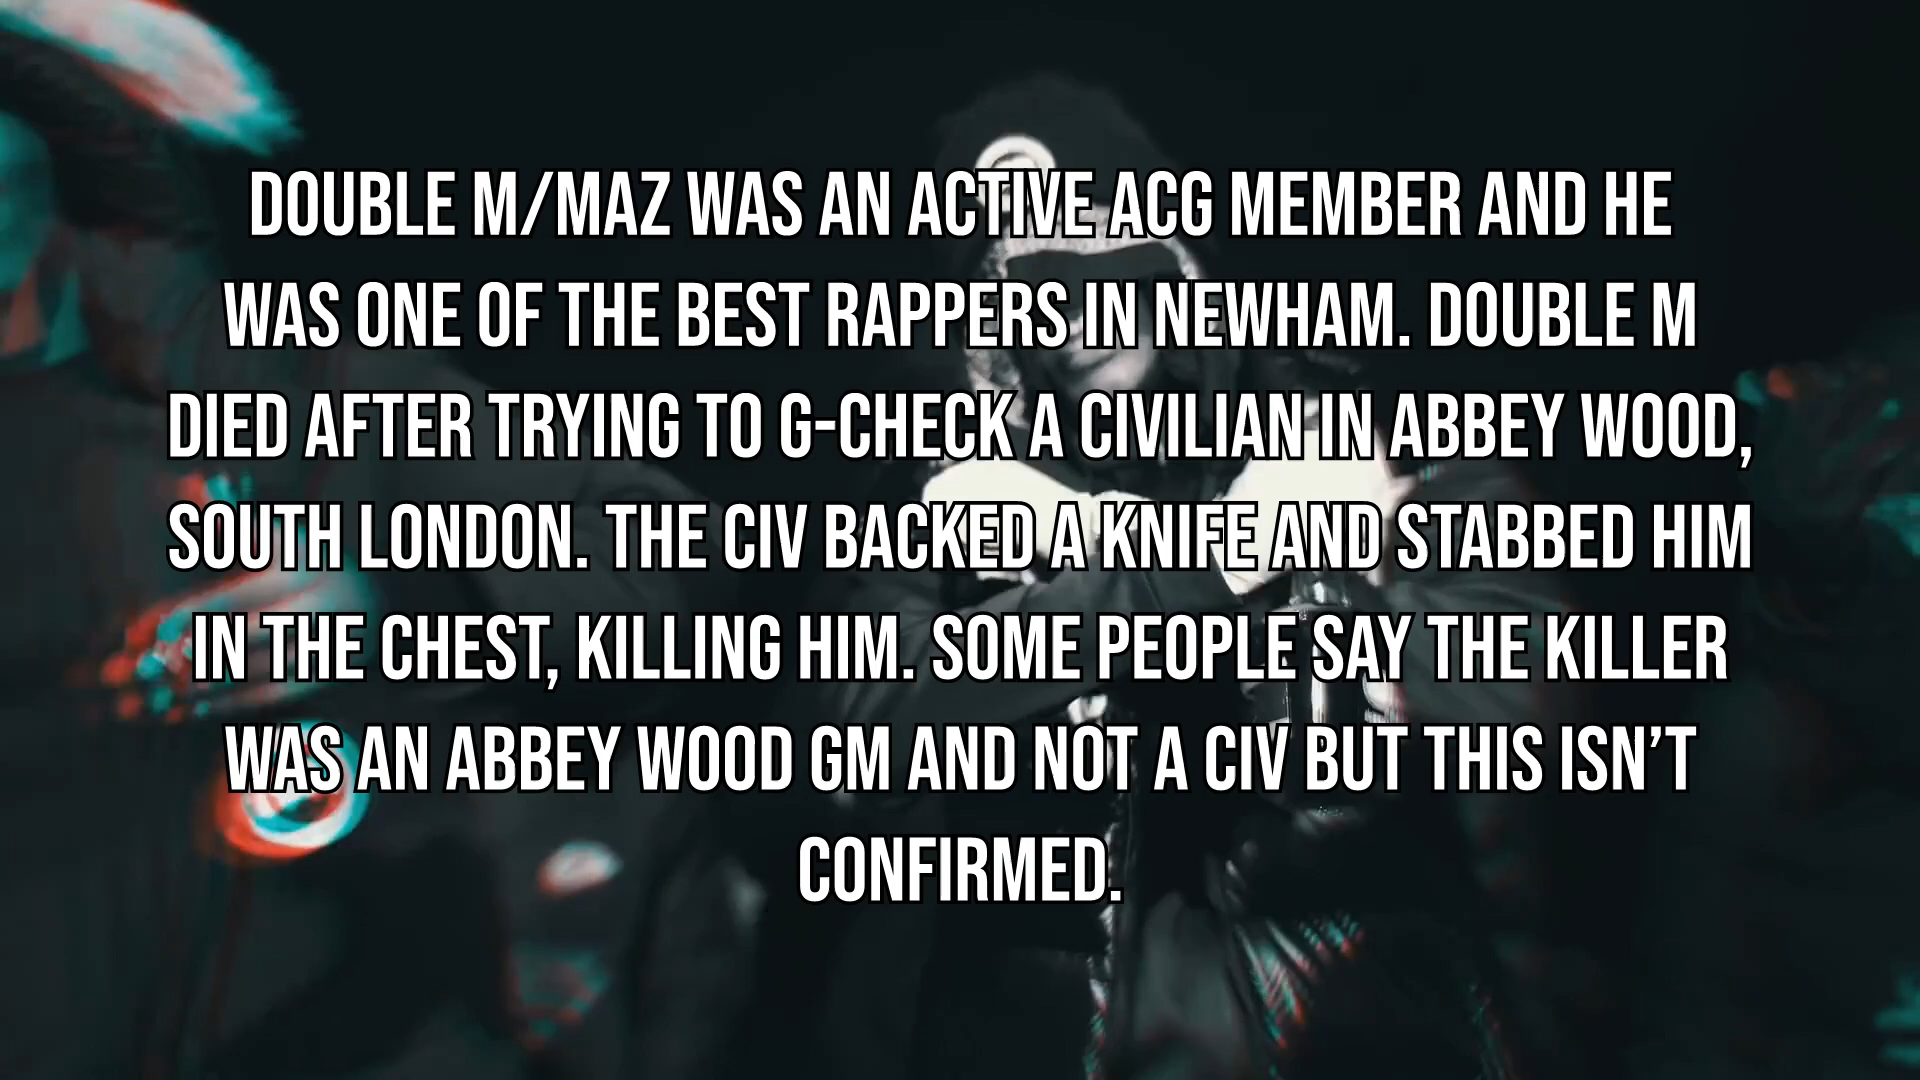 DOUBLE M/MAZ WAS AN ACTIVE ACG MEMBER AND HE
WAS ONE OF THE BEST RAPPERS IN NEWHAM. DOUBLE M
DIED AFTER TRYING TO G-CHECK A CIVILIAN IN ABBEY WOOD,
SOUTH LONDON. THE CIV BACKED A KNIFE AND STABBED HIM
IN THE CHEST, KILLING HIM. SOME PEOPLE SAY THE KILLER
WAS AN ABBEY WOOD GM AND NOT A CIV BUT THIS ISN’T
CONFIRMED.